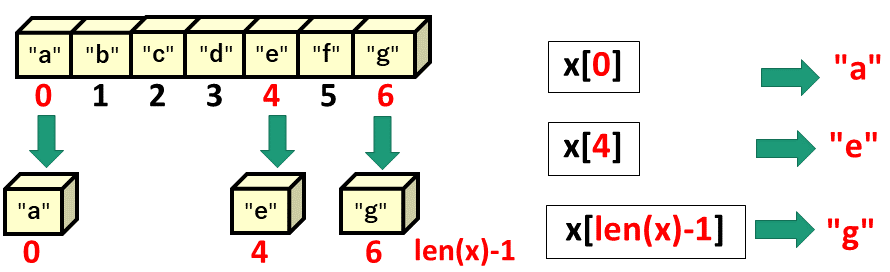 "a" "b" "c" "d" "e" "f" "g"
0 1 2 3 4 5 6
"a" "e" "g"
0 4 6 len(x)-1
x[0] "a"
x[4] "e"
x[len(x)-1] "g"